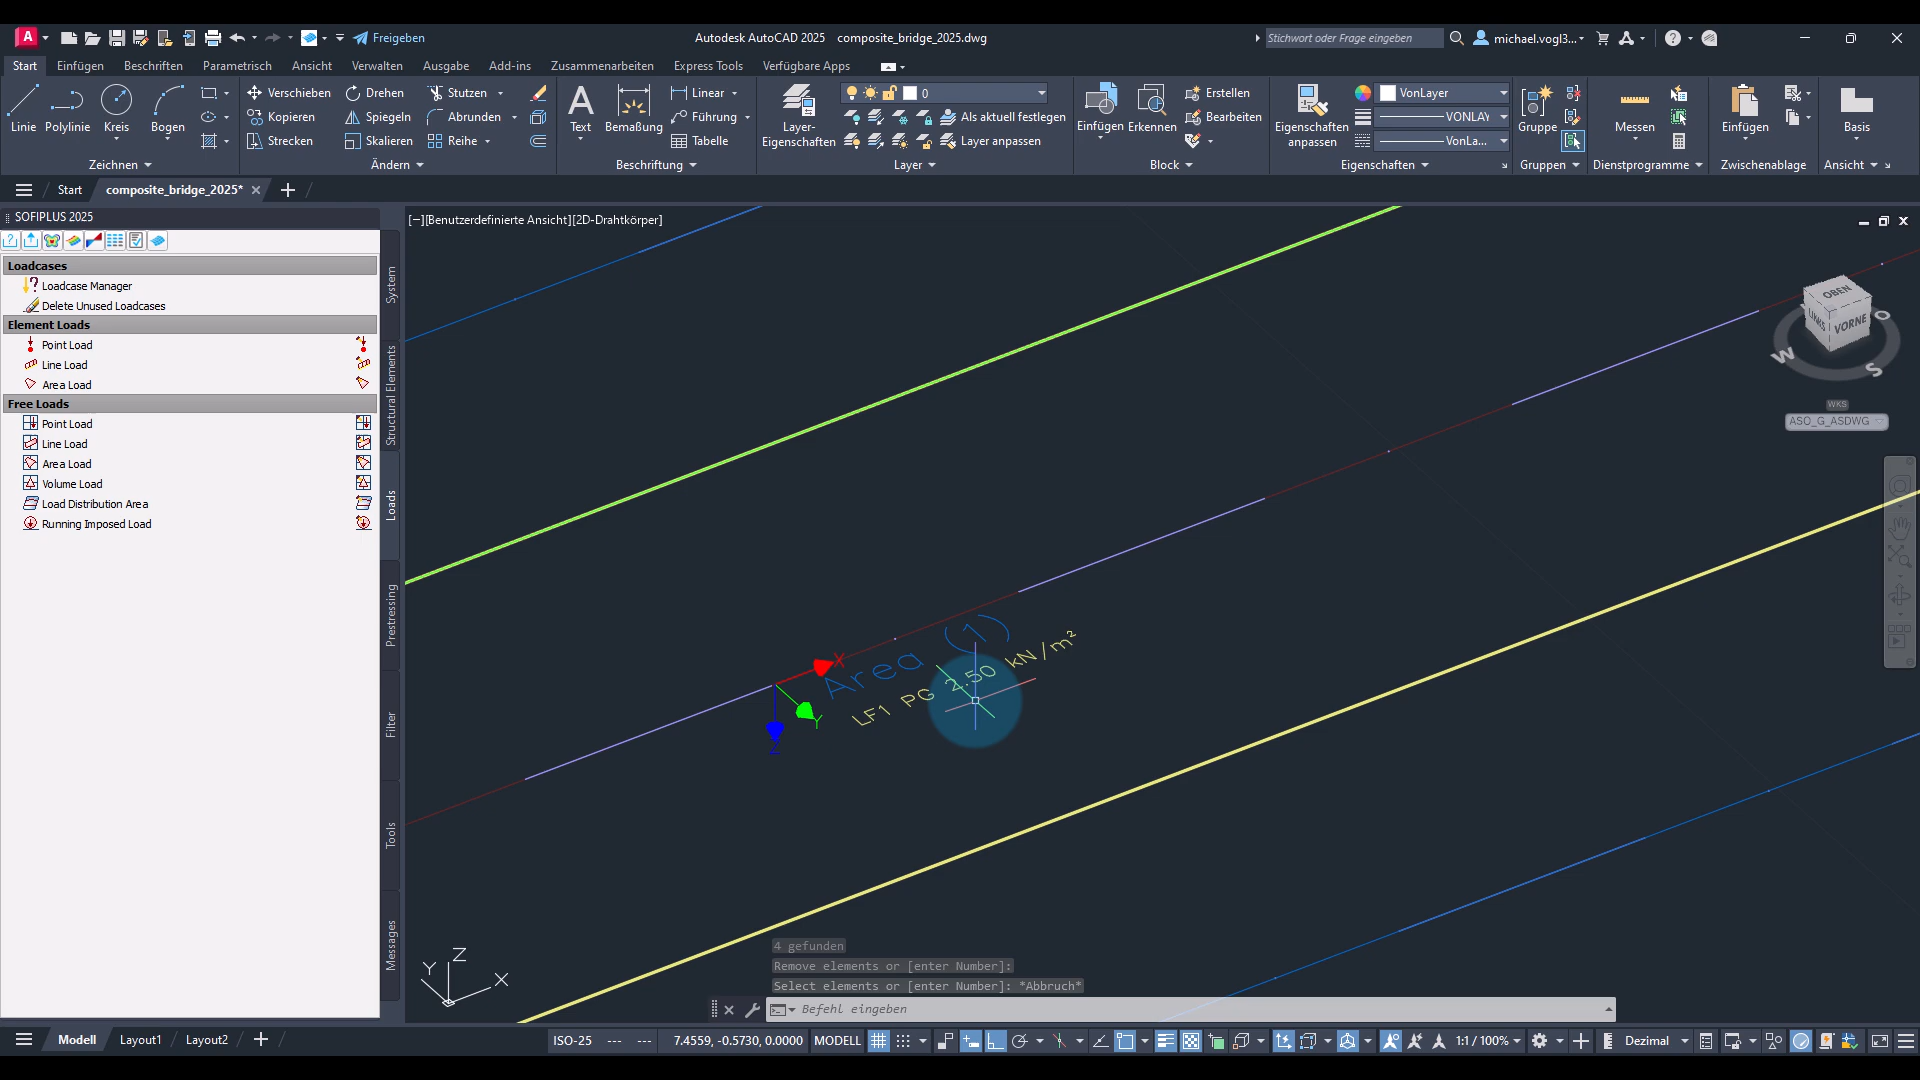 Freigeben
Autodesk AutoCAD 2025 composite_bridge_2025.dwg
Stichwort oder Frage eingeben
michael.vogl3...
Start Einfügen Beschriften Parametrisch Ansicht Verwalten Ausgabe Add-ins Zusammenarbeiten Express Tools Verfügbare Apps
Linie Polylinie Kreis Bogen
Zeichnen
Verschieben Drehen Stutzen
Kopieren Spiegeln Abrunden
Strecken Skalieren Reihe
Ändern
Text Bemaßung
Linear
Führung
Tabelle
Beschriftung
Layer-Eigenschaften
0
Als aktuell festlegen
Layer anpassen
Layer
Einfügen Erkennen
Erstellen
Bearbeiten
Block
Eigenschaften anpassen
VonLayer
VONLAY
VonLa...
Eigenschaften
Gruppe
Gruppen
Messen
Dienstprogramme
Einfügen
Zwischenablage
Basis
Ansicht
Start composite_bridge_2025*
SOFIPLUS 2025
Loadcases
Loadcase Manager
Delete Unused Loadcases
Element Loads
Point Load
Line Load
Area Load
Free Loads
Point Load
Line Load
Area Load
Volume Load
Load Distribution Area
Running Imposed Load
System
Structural Elements
Loads
Prestressing
Filter
Tools
Messages
[−][Benutzerdefinierte Ansicht][2D-Drahtkörper]
OBEN
LINKS VORNE
W S O
WKS
ASO_G_ASDWG
X
Y
Z
Area (1)
LF1 PG 2.50 kN/m²
Z
Y X
4 gefunden
Remove elements or [enter Number]:
Select elements or [enter Number]: *Abbruch*
Befehl eingeben
Modell Layout1 Layout2
ISO-25 --- --- 7.4559, -0.5730, 0.0000 MODELL
1:1 / 100% Dezimal